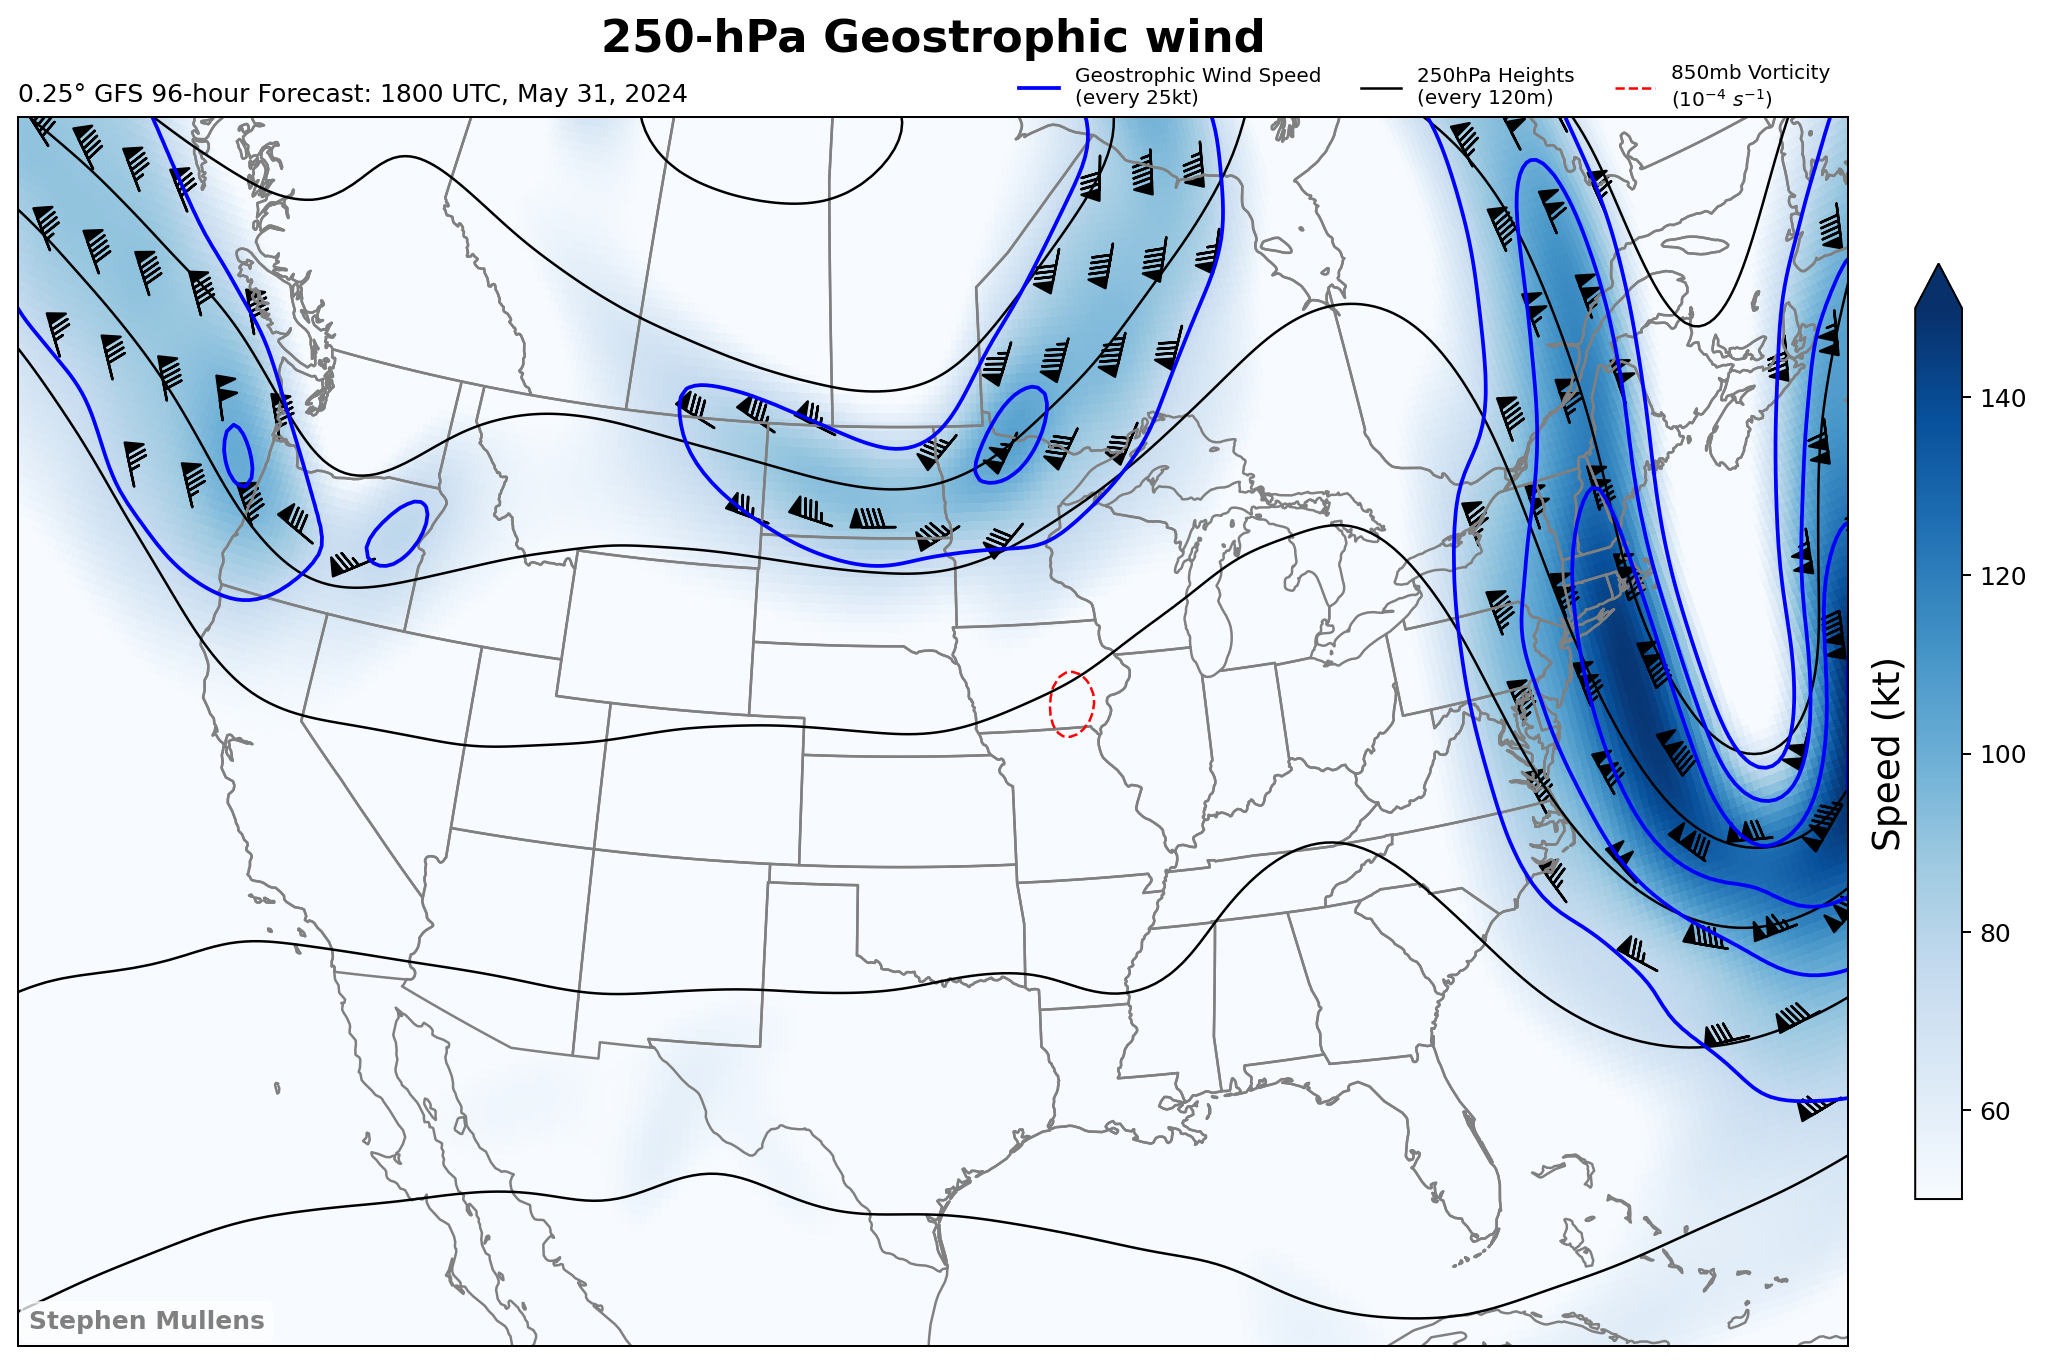 250-hPa Geostrophic wind
0.25° GFS 96-hour Forecast: 1800 UTC, May 31, 2024
Geostrophic Wind Speed
(every 25kt)
250hPa Heights
(every 120m)
850mb Vorticity
(10⁻⁴ s⁻¹)
140
120
100
80
60
Speed (kt)
Stephen Mullens